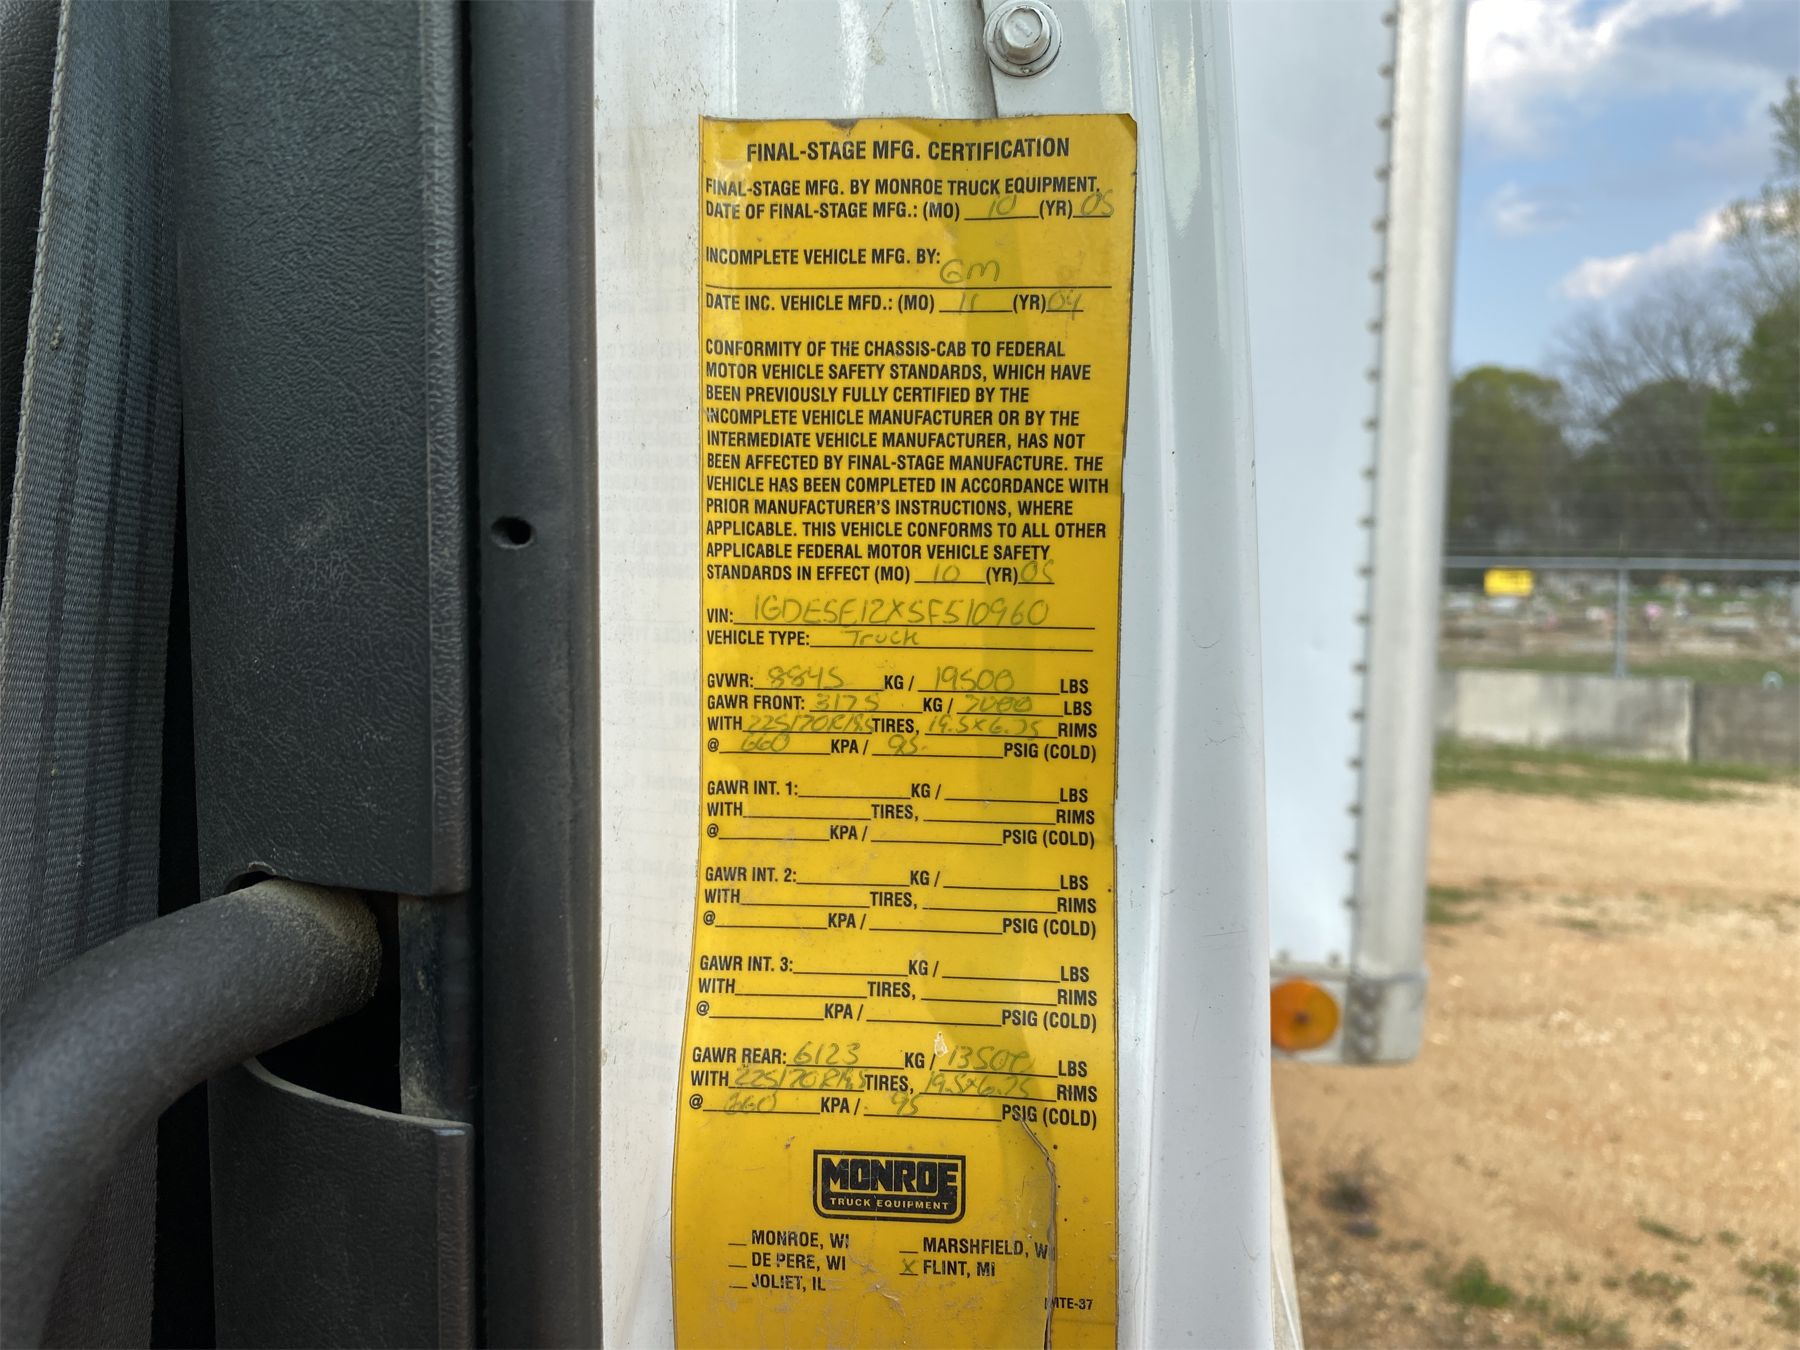 FINAL-STAGE MFG. CERTIFICATION
FINAL-STAGE MFG. BY MONROE TRUCK EQUIPMENT,
DATE OF FINAL-STAGE MFG.: (MO) 10 (YR) 05
INCOMPLETE VEHICLE MFG. BY:
GM
DATE INC. VEHICLE MFD.: (MO) 11 (YR) 04
CONFORMITY OF THE CHASSIS-CAB TO FEDERAL
MOTOR VEHICLE SAFETY STANDARDS, WHICH HAVE
BEEN PREVIOUSLY FULLY CERTIFIED BY THE
INCOMPLETE VEHICLE MANUFACTURER OR BY THE
INTERMEDIATE VEHICLE MANUFACTURER, HAS NOT
BEEN AFFECTED BY FINAL-STAGE MANUFACTURE. THE
VEHICLE HAS BEEN COMPLETED IN ACCORDANCE WITH
PRIOR MANUFACTURER'S INSTRUCTIONS, WHERE
APPLICABLE. THIS VEHICLE CONFORMS TO ALL OTHER
APPLICABLE FEDERAL MOTOR VEHICLE SAFETY
STANDARDS IN EFFECT (MO) 10 (YR) 05
VIN: 1GDE5E12X5F510960
VEHICLE TYPE: Truck
GVWR: 8845 KG / 19500 LBS
GAWR FRONT: 3175 KG / 7000 LBS
WITH 225/70R19.5 TIRES, 19.5x6.75 RIMS
@ 660 KPA / 95 PSIG (COLD)
GAWR INT. 1: KG / LBS
WITH TIRES, RIMS
@ KPA / PSIG (COLD)
GAWR INT. 2: KG / LBS
WITH TIRES, RIMS
@ KPA / PSIG (COLD)
GAWR INT. 3: KG / LBS
WITH TIRES, RIMS
@ KPA / PSIG (COLD)
GAWR REAR: 6123 KG / 13500 LBS
WITH 225/70R19.5 TIRES, 19.5x6.75 RIMS
@ 660 KPA / 95 PSIG (COLD)
MONROE
TRUCK EQUIPMENT
MONROE, WI MARSHFIELD, WI
DE PERE, WI X FLINT, MI
JOLIET, IL
MTE-37